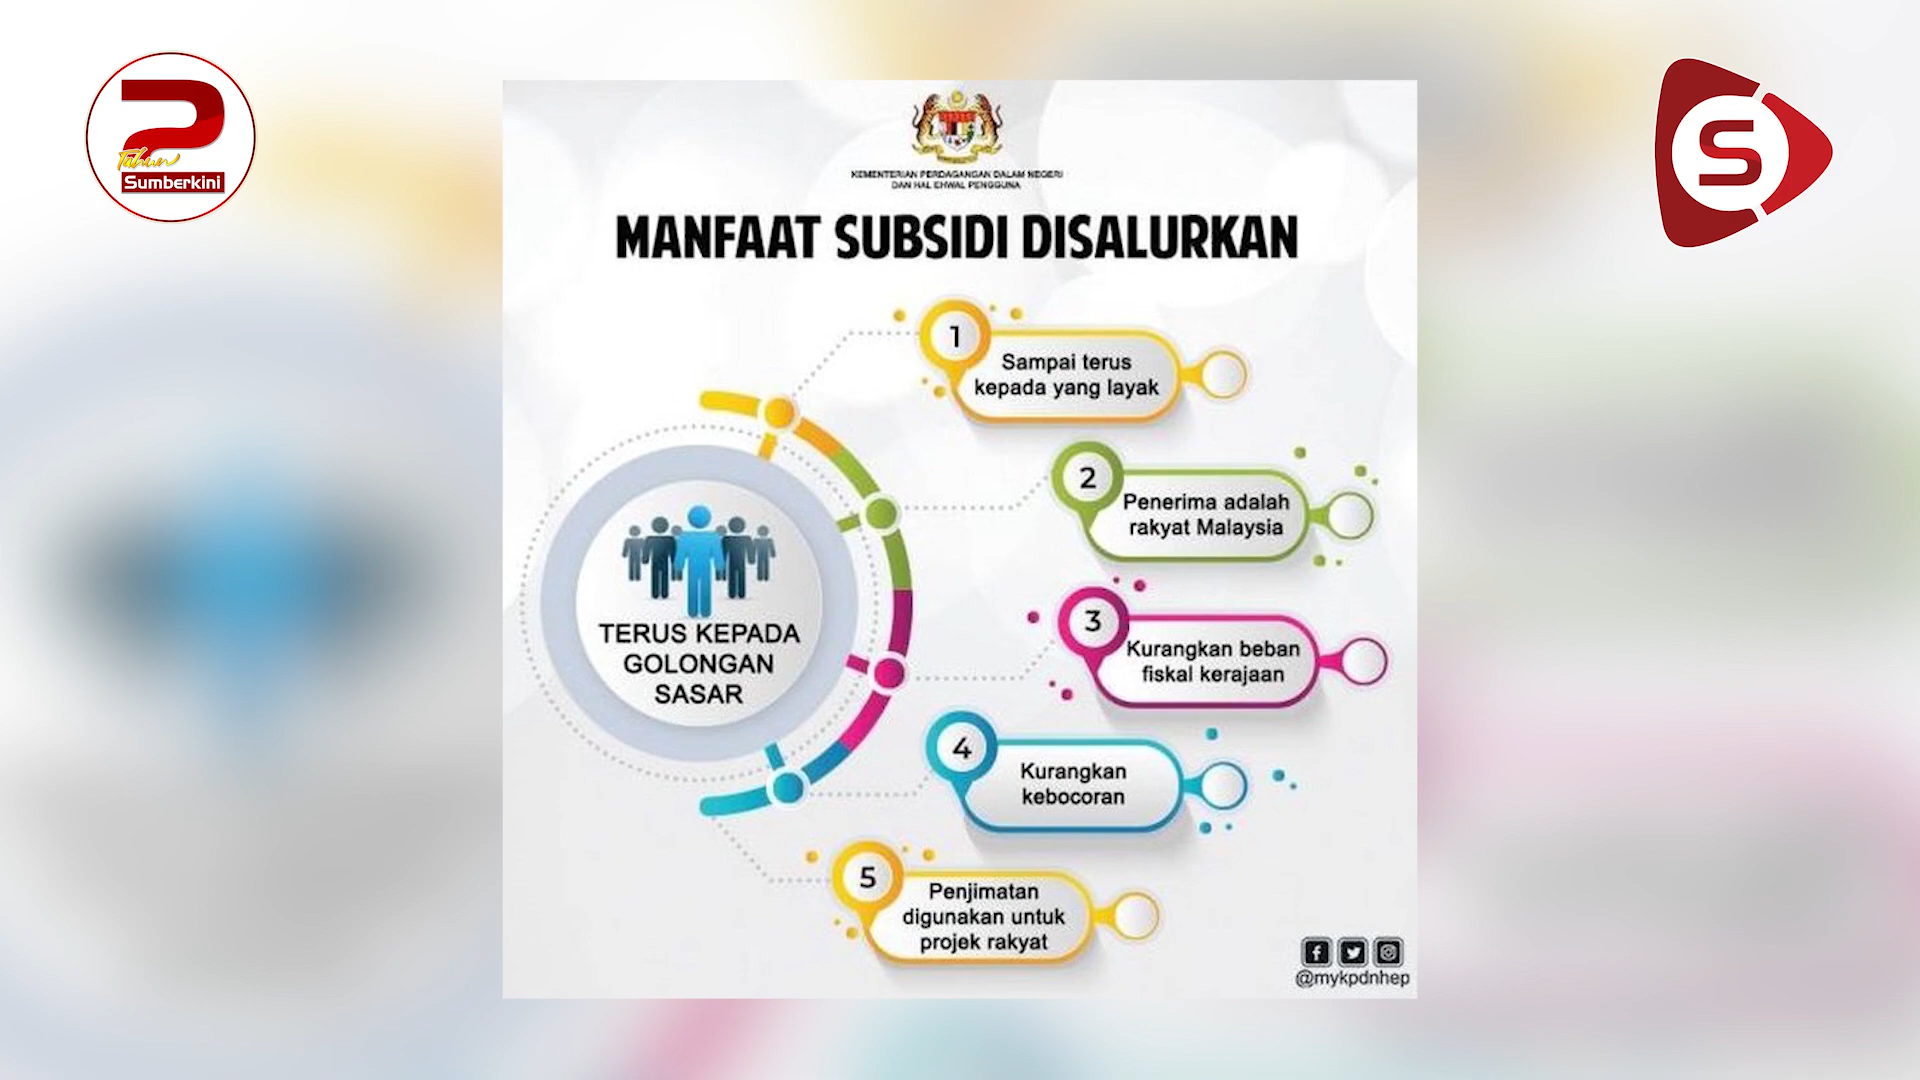 2
Tahun
Sumberkini
S
KEMENTERIAN PERDAGANGAN DALAM NEGERI
DAN HAL EHWAL PENGGUNA
MANFAAT SUBSIDI DISALURKAN
TERUS KEPADA
GOLONGAN
SASAR
1
Sampai terus
kepada yang layak
2
Penerima adalah
rakyat Malaysia
3
Kurangkan beban
fiskal kerajaan
4
Kurangkan
kebocoran
5
Penjimatan
digunakan untuk
projek rakyat
@mykpdnhep